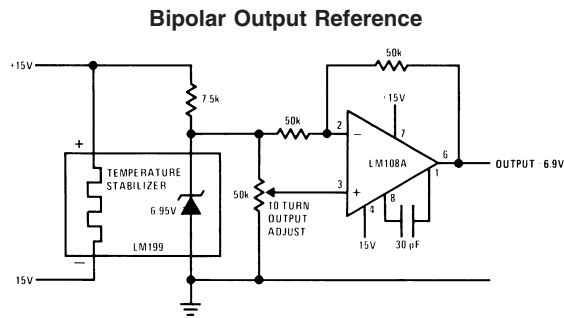 Bipolar Output Reference
+15V
7.5k
50k
50k
15V
2
−
7
+
TEMPERATURE
STABILIZER
LM108A
6
OUTPUT 6.9V
1
50k
3
+
8
6.95V
10 TURN
OUTPUT
ADJUST
4
LM199
15V
30 pF
−
15V